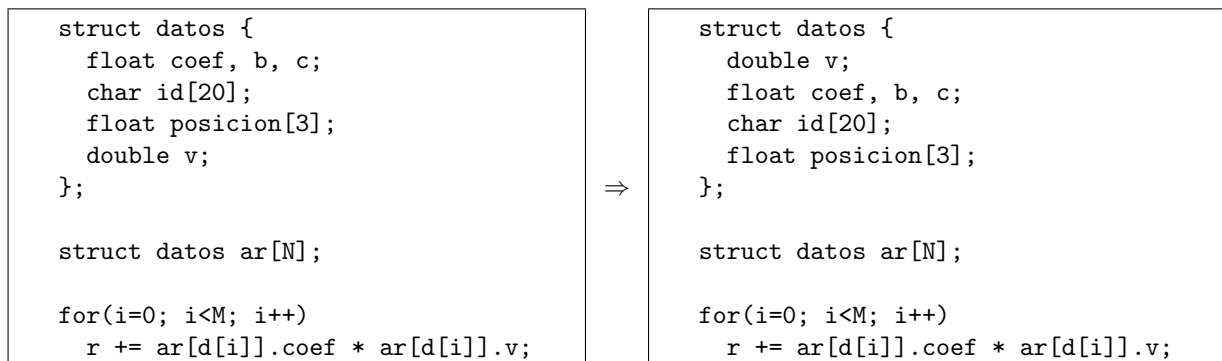 struct datos {
  float coef, b, c;
  char id[20];
  float posicion[3];
  double v;
};
struct datos ar[N];
for(i=0; i<M; i++)
  r += ar[d[i]].coef * ar[d[i]].v;
⇒
struct datos {
  double v;
  float coef, b, c;
  char id[20];
  float posicion[3];
};
struct datos ar[N];
for(i=0; i<M; i++)
  r += ar[d[i]].coef * ar[d[i]].v;